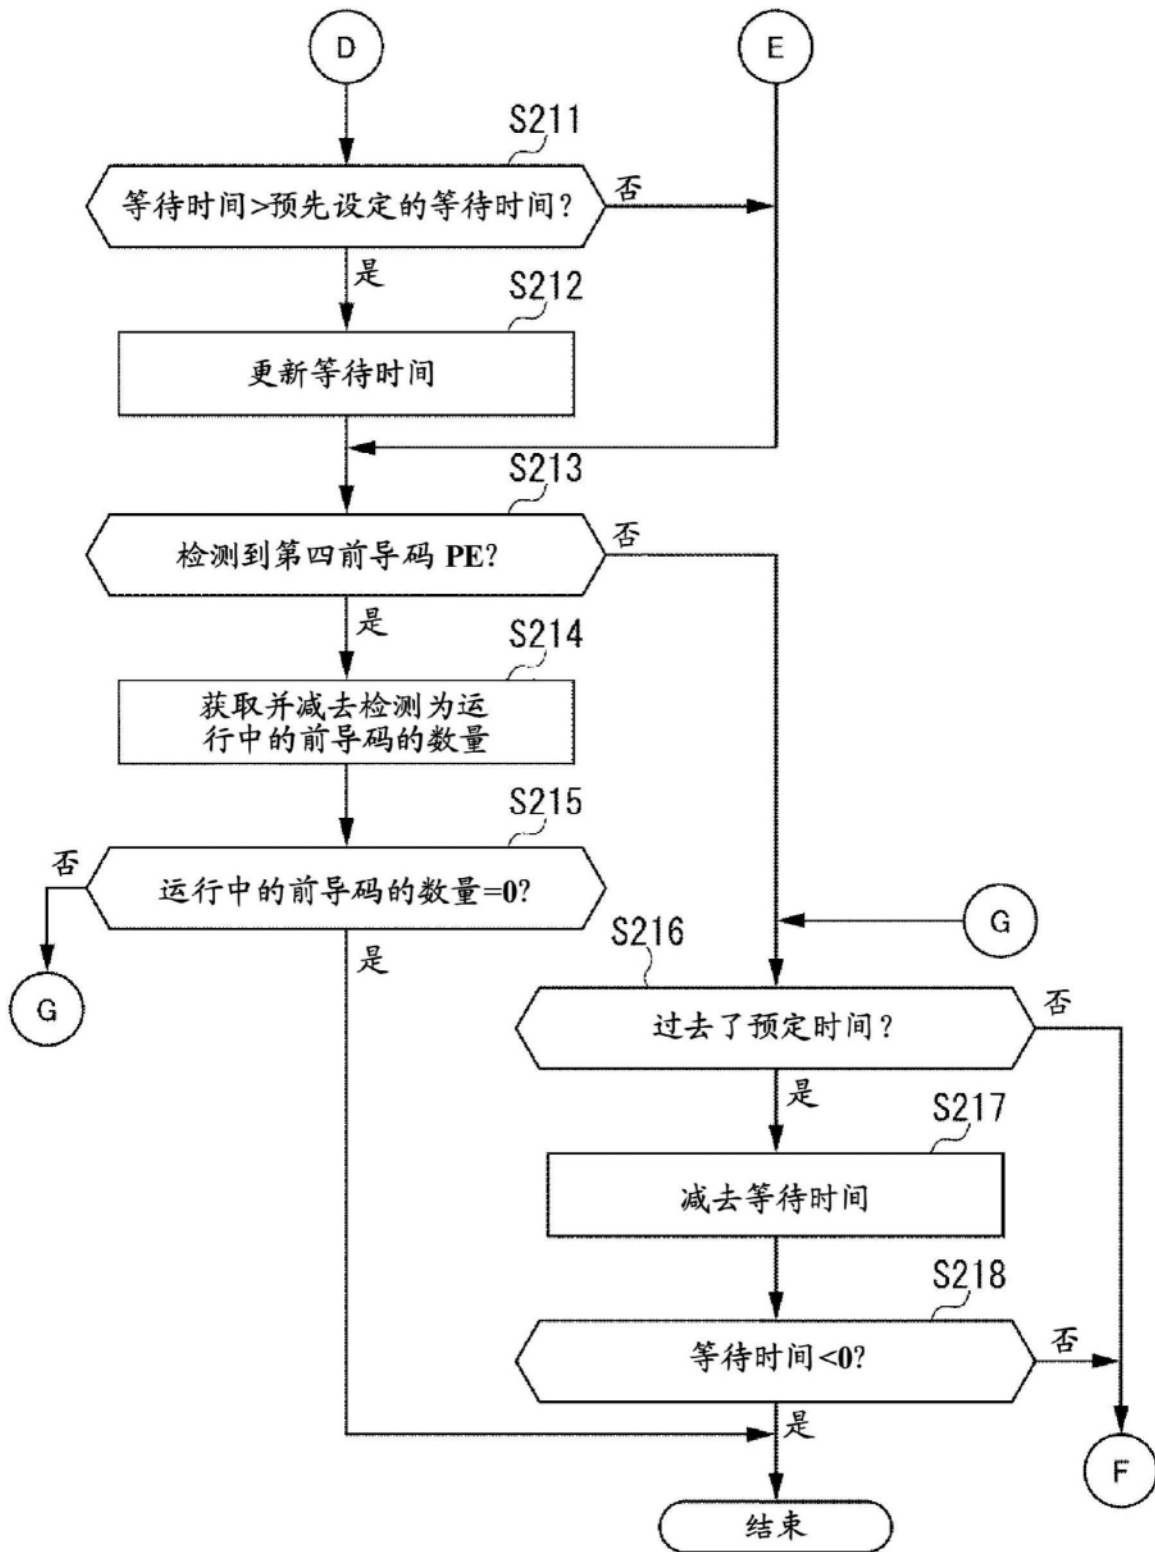 D
E
S211
等待时间>预先设定的等待时间?
否
是
S212
更新等待时间
S213
检测到第四前导码 PE?
否
是
S214
获取并减去检测为运
行中的前导码的数量
S215
否
运行中的前导码的数量=0?
是
G
G
S216
过去了预定时间?
否
是
S217
减去等待时间
S218
等待时间<0?
否
是
F
结束